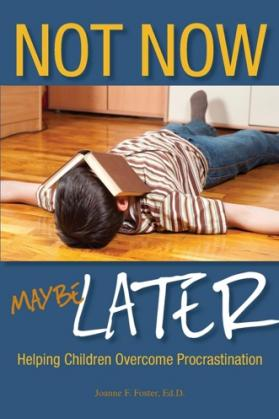 NOT NOW
MAYBE LATER
Helping Children Overcome Procrastination
Joanne F. Foster, Ed.D.